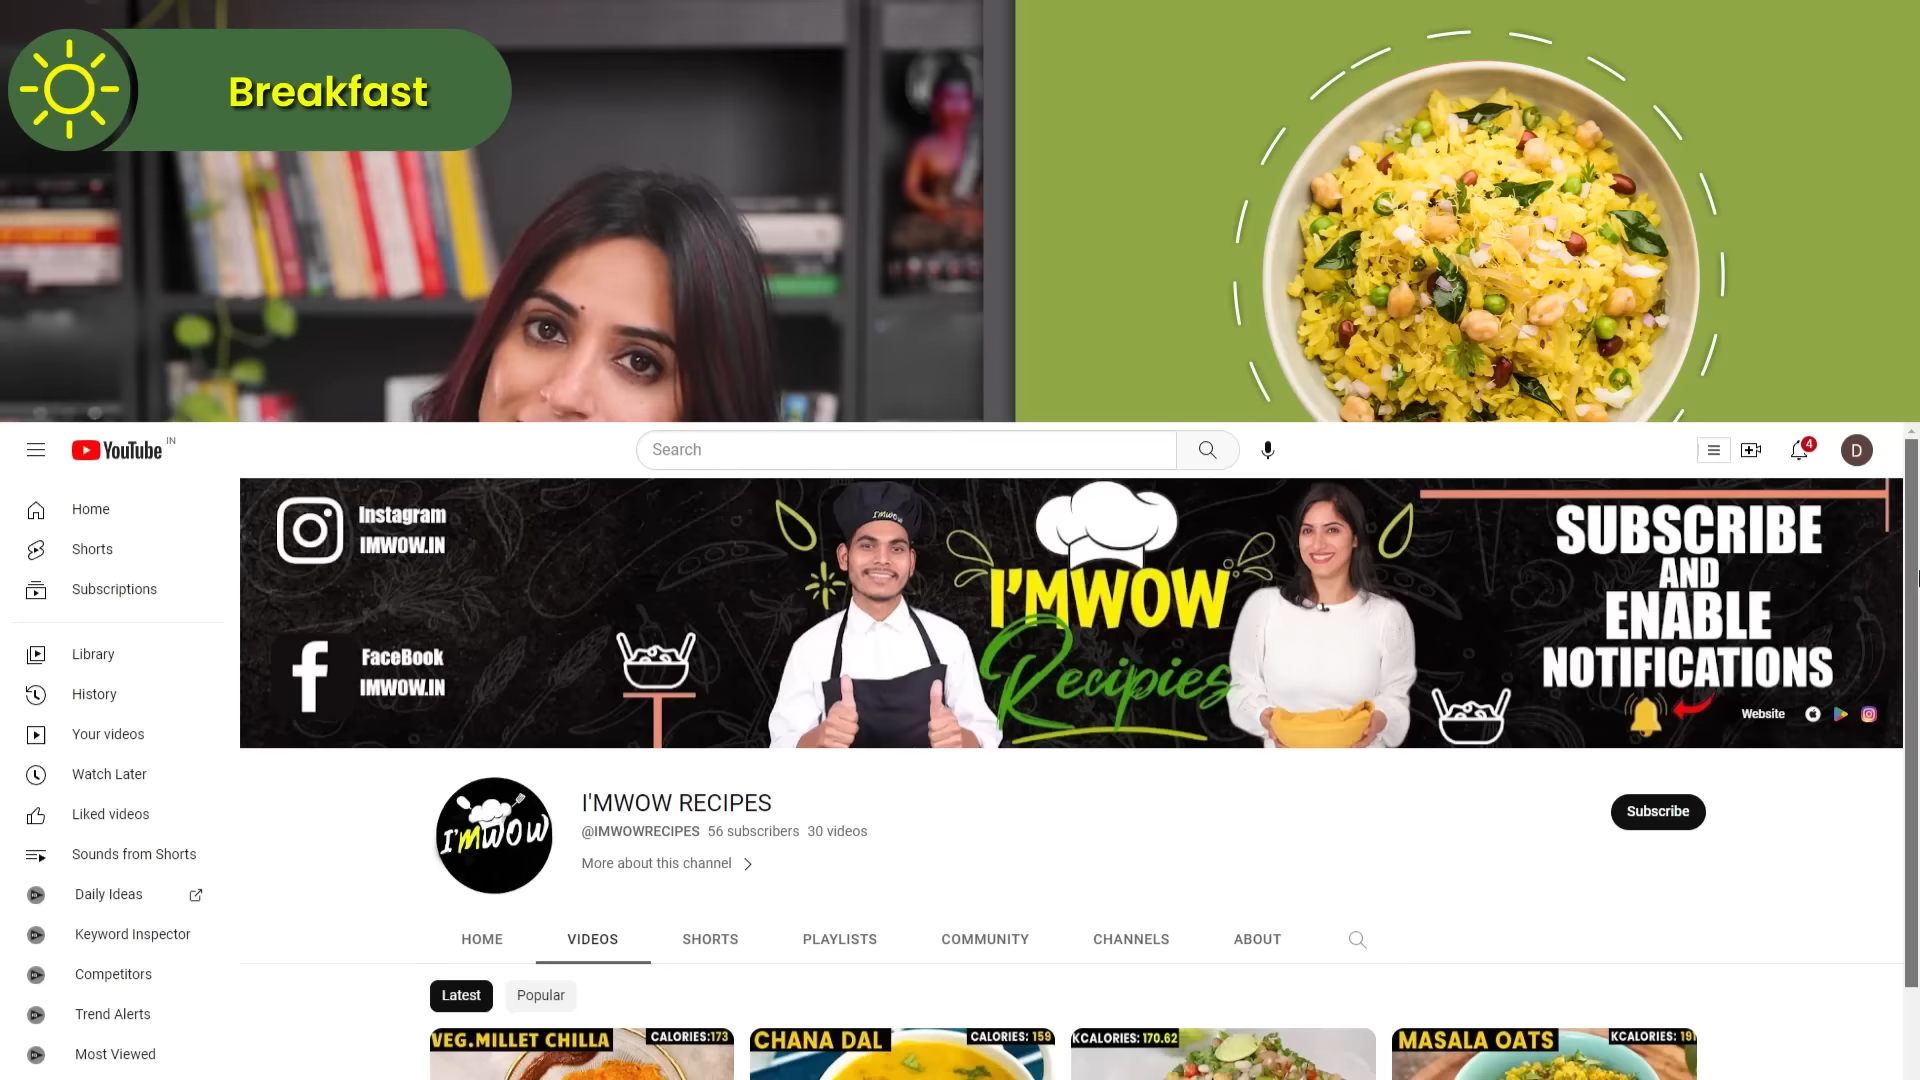 Breakfast
YouTube IN
Search
4
D
Home
Shorts
Subscriptions
Library
History
Your videos
Watch Later
Liked videos
Sounds from Shorts
Daily Ideas
Keyword Inspector
Competitors
Trend Alerts
Most Viewed
Instagram
IMWOW.IN
FaceBook
IMWOW.IN
I'mwow
I'MWOW
Recipies
SUBSCRIBE
AND
ENABLE
NOTIFICATIONS
Website
I'mwow
I'MWOW RECIPES
@IMWOWRECIPES 56 subscribers 30 videos
More about this channel
Subscribe
HOME VIDEOS SHORTS PLAYLISTS COMMUNITY CHANNELS ABOUT
Latest Popular
VEG.MILLET CHILLA CALORIES:173
CHANA DAL CALORIES: 159
KCALORIES: 170.62
MASALA OATS KCALORIES: 191